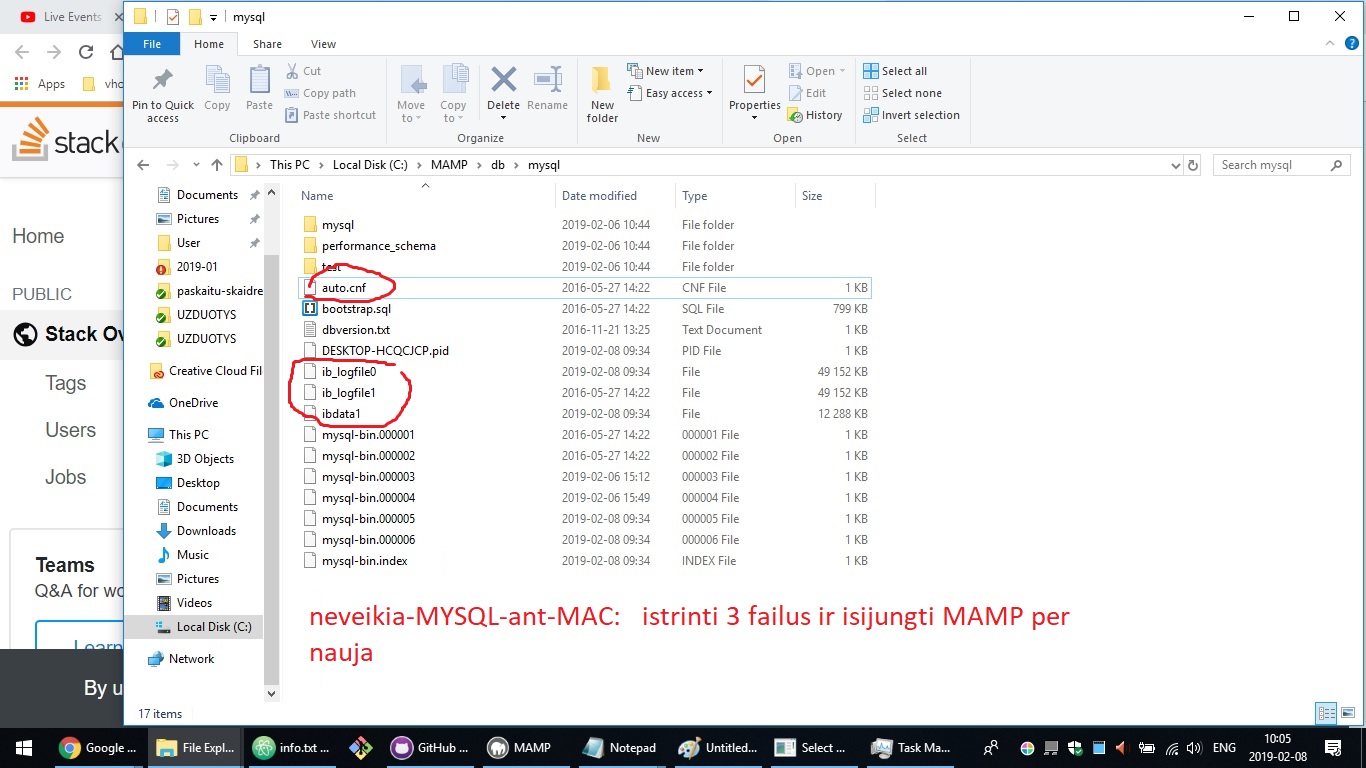 Live Events
mysql
File Home Share View
Apps
vho
Pin to Quick access
Copy
Paste
Cut
Copy path
Paste shortcut
Clipboard
Move to
Copy to
Delete
Rename
Organize
New folder
New item
Easy access
New
Properties
Open
Edit
History
Open
Select all
Select none
Invert selection
Select
stack
This PC > Local Disk (C:) > MAMP > db > mysql
Search mysql
Home
PUBLIC
Stack Ov
Tags
Users
Jobs
Teams
Q&A for wo
Learn
By u
Documents
Pictures
User
2019-01
paskaitu-skaidre
UZDUOTYS
UZDUOTYS
Creative Cloud Fil
OneDrive
This PC
3D Objects
Desktop
Documents
Downloads
Music
Pictures
Videos
Local Disk (C:)
Network
Name Date modified Type Size
mysql 2019-02-06 10:44 File folder
performance_schema 2019-02-06 10:44 File folder
test 2019-02-06 10:44 File folder
auto.cnf 2016-05-27 14:22 CNF File 1 KB
bootstrap.sql 2016-05-27 14:22 SQL File 799 KB
dbversion.txt 2016-11-21 13:25 Text Document 1 KB
DESKTOP-HCQCJCP.pid 2019-02-08 09:34 PID File 1 KB
ib_logfile0 2019-02-08 09:34 File 49 152 KB
ib_logfile1 2016-05-27 14:22 File 49 152 KB
ibdata1 2019-02-08 09:34 File 12 288 KB
mysql-bin.000001 2016-05-27 14:22 000001 File 1 KB
mysql-bin.000002 2016-05-27 14:22 000002 File 1 KB
mysql-bin.000003 2019-02-06 15:12 000003 File 1 KB
mysql-bin.000004 2019-02-06 15:49 000004 File 1 KB
mysql-bin.000005 2019-02-08 09:34 000005 File 1 KB
mysql-bin.000006 2019-02-08 09:34 000006 File 1 KB
mysql-bin.index 2019-02-08 09:34 INDEX File 1 KB
neveikia-MYSQL-ant-MAC: istrinti 3 failus ir isijungti MAMP per
nauja
17 items
Google ... File Expl... info.txt ... GitHub ... MAMP Notepad Untitled... Select ... Task Ma... ENG 10:05
2019-02-08